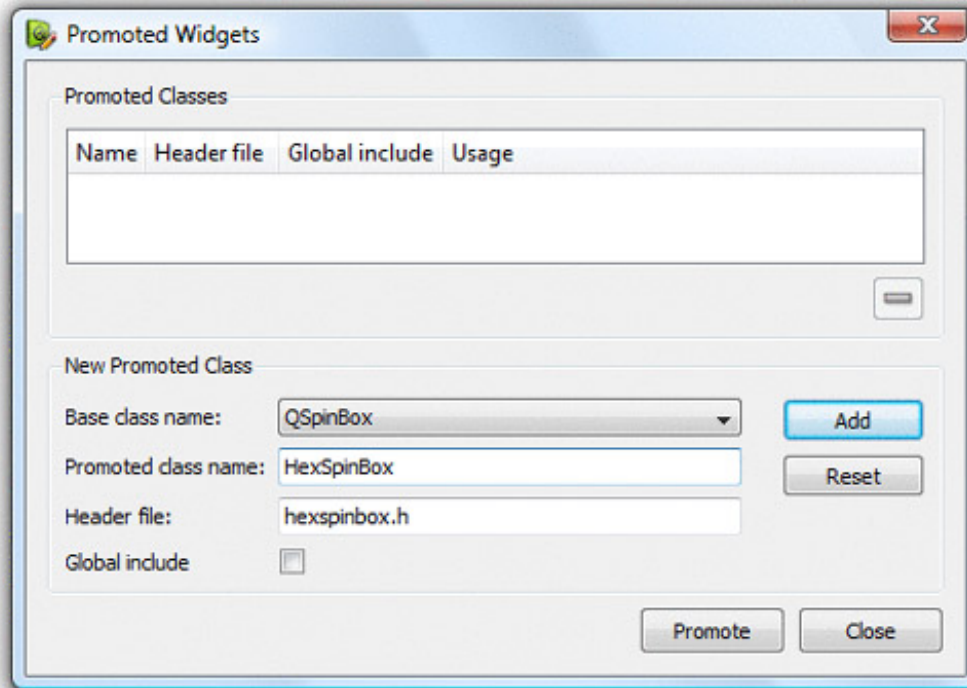 Promoted Widgets
Promoted Classes
Name Header file Global include Usage
New Promoted Class
Base class name: QSpinBox Add
Promoted class name: HexSpinBox Reset
Header file: hexspinbox.h
Global include
Promote Close